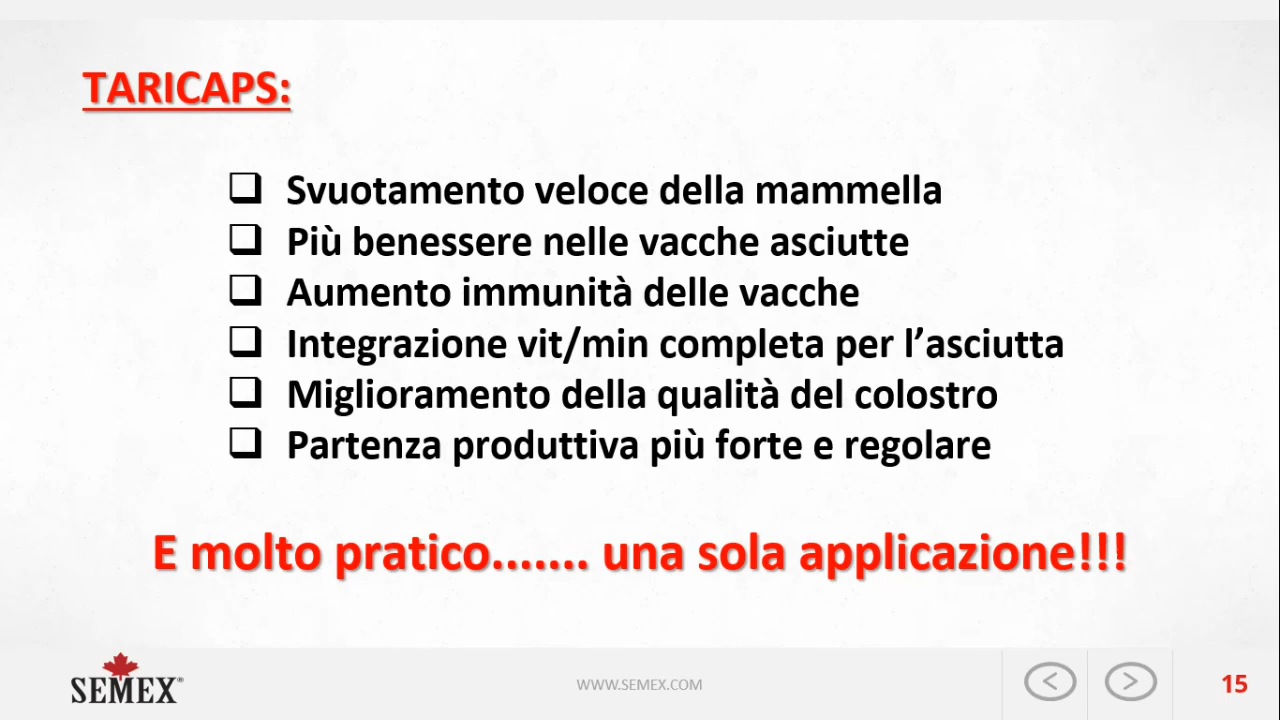 TARICAPS:
Svuotamento veloce della mammella
Più benessere nelle vacche asciutte
Aumento immunità delle vacche
Integrazione vit/min completa per l’asciutta
Miglioramento della qualità del colostro
Partenza produttiva più forte e regolare
E molto pratico....... una sola applicazione!!!
SEMEX®
WWW.SEMEX.COM
15